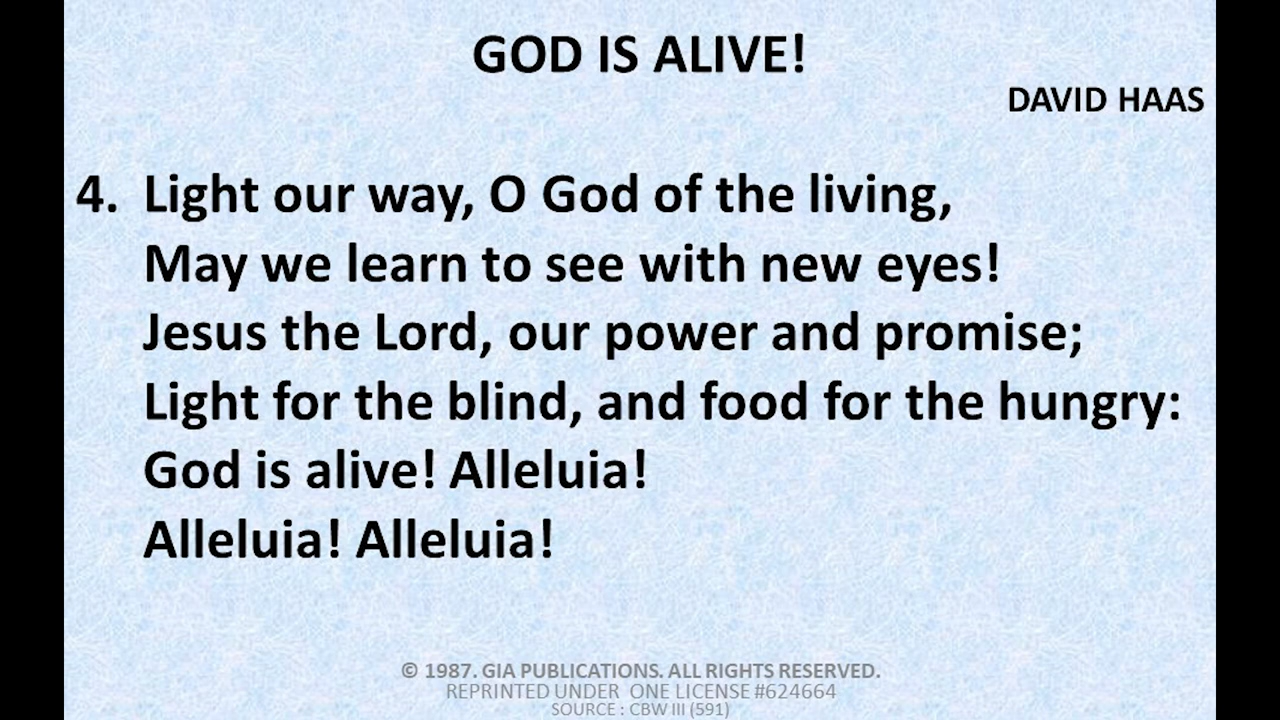 GOD IS ALIVE!
DAVID HAAS
4. Light our way, O God of the living,
May we learn to see with new eyes!
Jesus the Lord, our power and promise;
Light for the blind, and food for the hungry:
God is alive! Alleluia!
Alleluia! Alleluia!
© 1987. GIA PUBLICATIONS. ALL RIGHTS RESERVED.
REPRINTED UNDER ONE LICENSE #624664
SOURCE : CBW III (591)